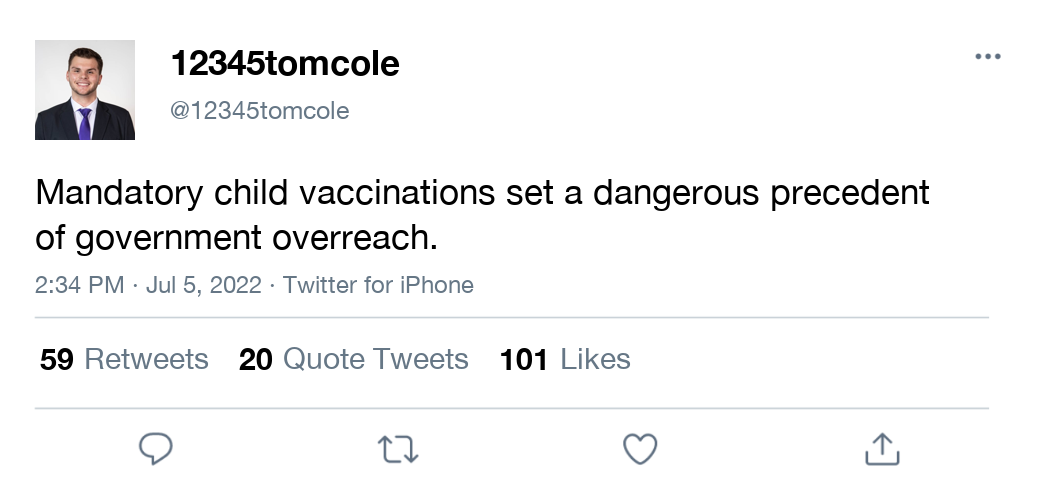 12345tomcole
@12345tomcole
Mandatory child vaccinations set a dangerous precedent
of government overreach.
2:34 PM · Jul 5, 2022 · Twitter for iPhone
59 Retweets 20 Quote Tweets 101 Likes